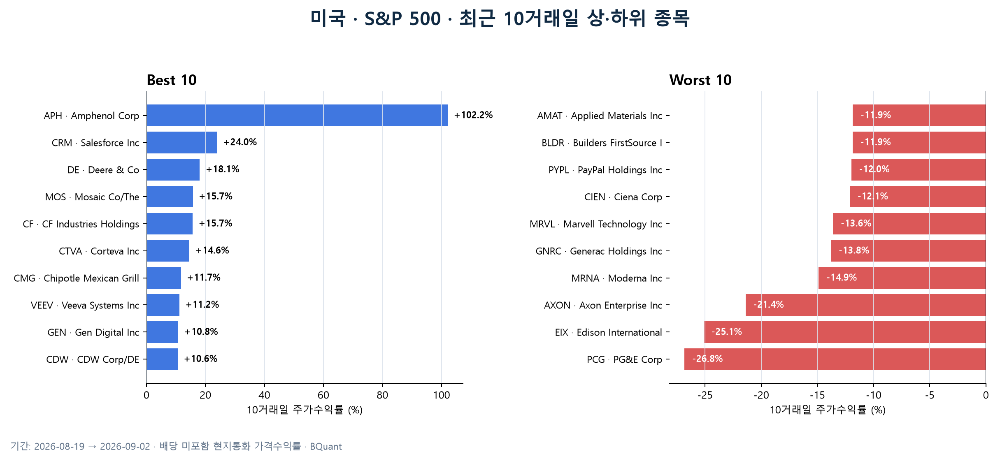 미국 · S&P 500 · 최근 10거래일 상·하위 종목
Best 10
APH · Amphenol Corp +102.2%
CRM · Salesforce Inc +24.0%
DE · Deere & Co +18.1%
MOS · Mosaic Co/The +15.7%
CF · CF Industries Holdings +15.7%
CTVA · Corteva Inc +14.6%
CMG · Chipotle Mexican Grill +11.7%
VEEV · Veeva Systems Inc +11.2%
GEN · Gen Digital Inc +10.8%
CDW · CDW Corp/DE +10.6%
0 20 40 60 80 100
10거래일 주가수익률 (%)
Worst 10
AMAT · Applied Materials Inc -11.9%
BLDR · Builders FirstSource I -11.9%
PYPL · PayPal Holdings Inc -12.0%
CIEN · Ciena Corp -12.1%
MRVL · Marvell Technology Inc -13.6%
GNRC · Generac Holdings Inc -13.8%
MRNA · Moderna Inc -14.9%
AXON · Axon Enterprise Inc -21.4%
EIX · Edison International -25.1%
PCG · PG&E Corp -26.8%
-25 -20 -15 -10 -5 0
10거래일 주가수익률 (%)
기간: 2026-08-19 → 2026-09-02 · 배당 미포함 현지통화 가격수익률 · BQuant